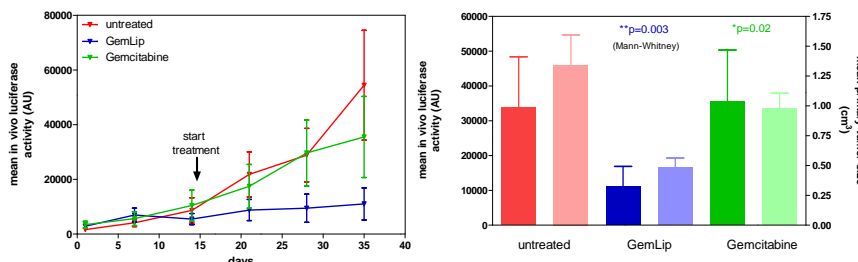 untreated
GemLip
Gemcitabine
mean in vivo luciferase
activity (AU)
80000
60000
40000
20000
0
start
treatment
0 5 10 15 20 25 30 35 40
days
mean in vivo luciferase
activity (AU)
60000
50000
40000
30000
20000
10000
0
**p=0.003
(Mann-Whitney)
*p=0.02
untreated GemLip Gemcitabine
1.75
1.50
1.25
1.00
0.75
0.50
0.25
0.00
(cm³)